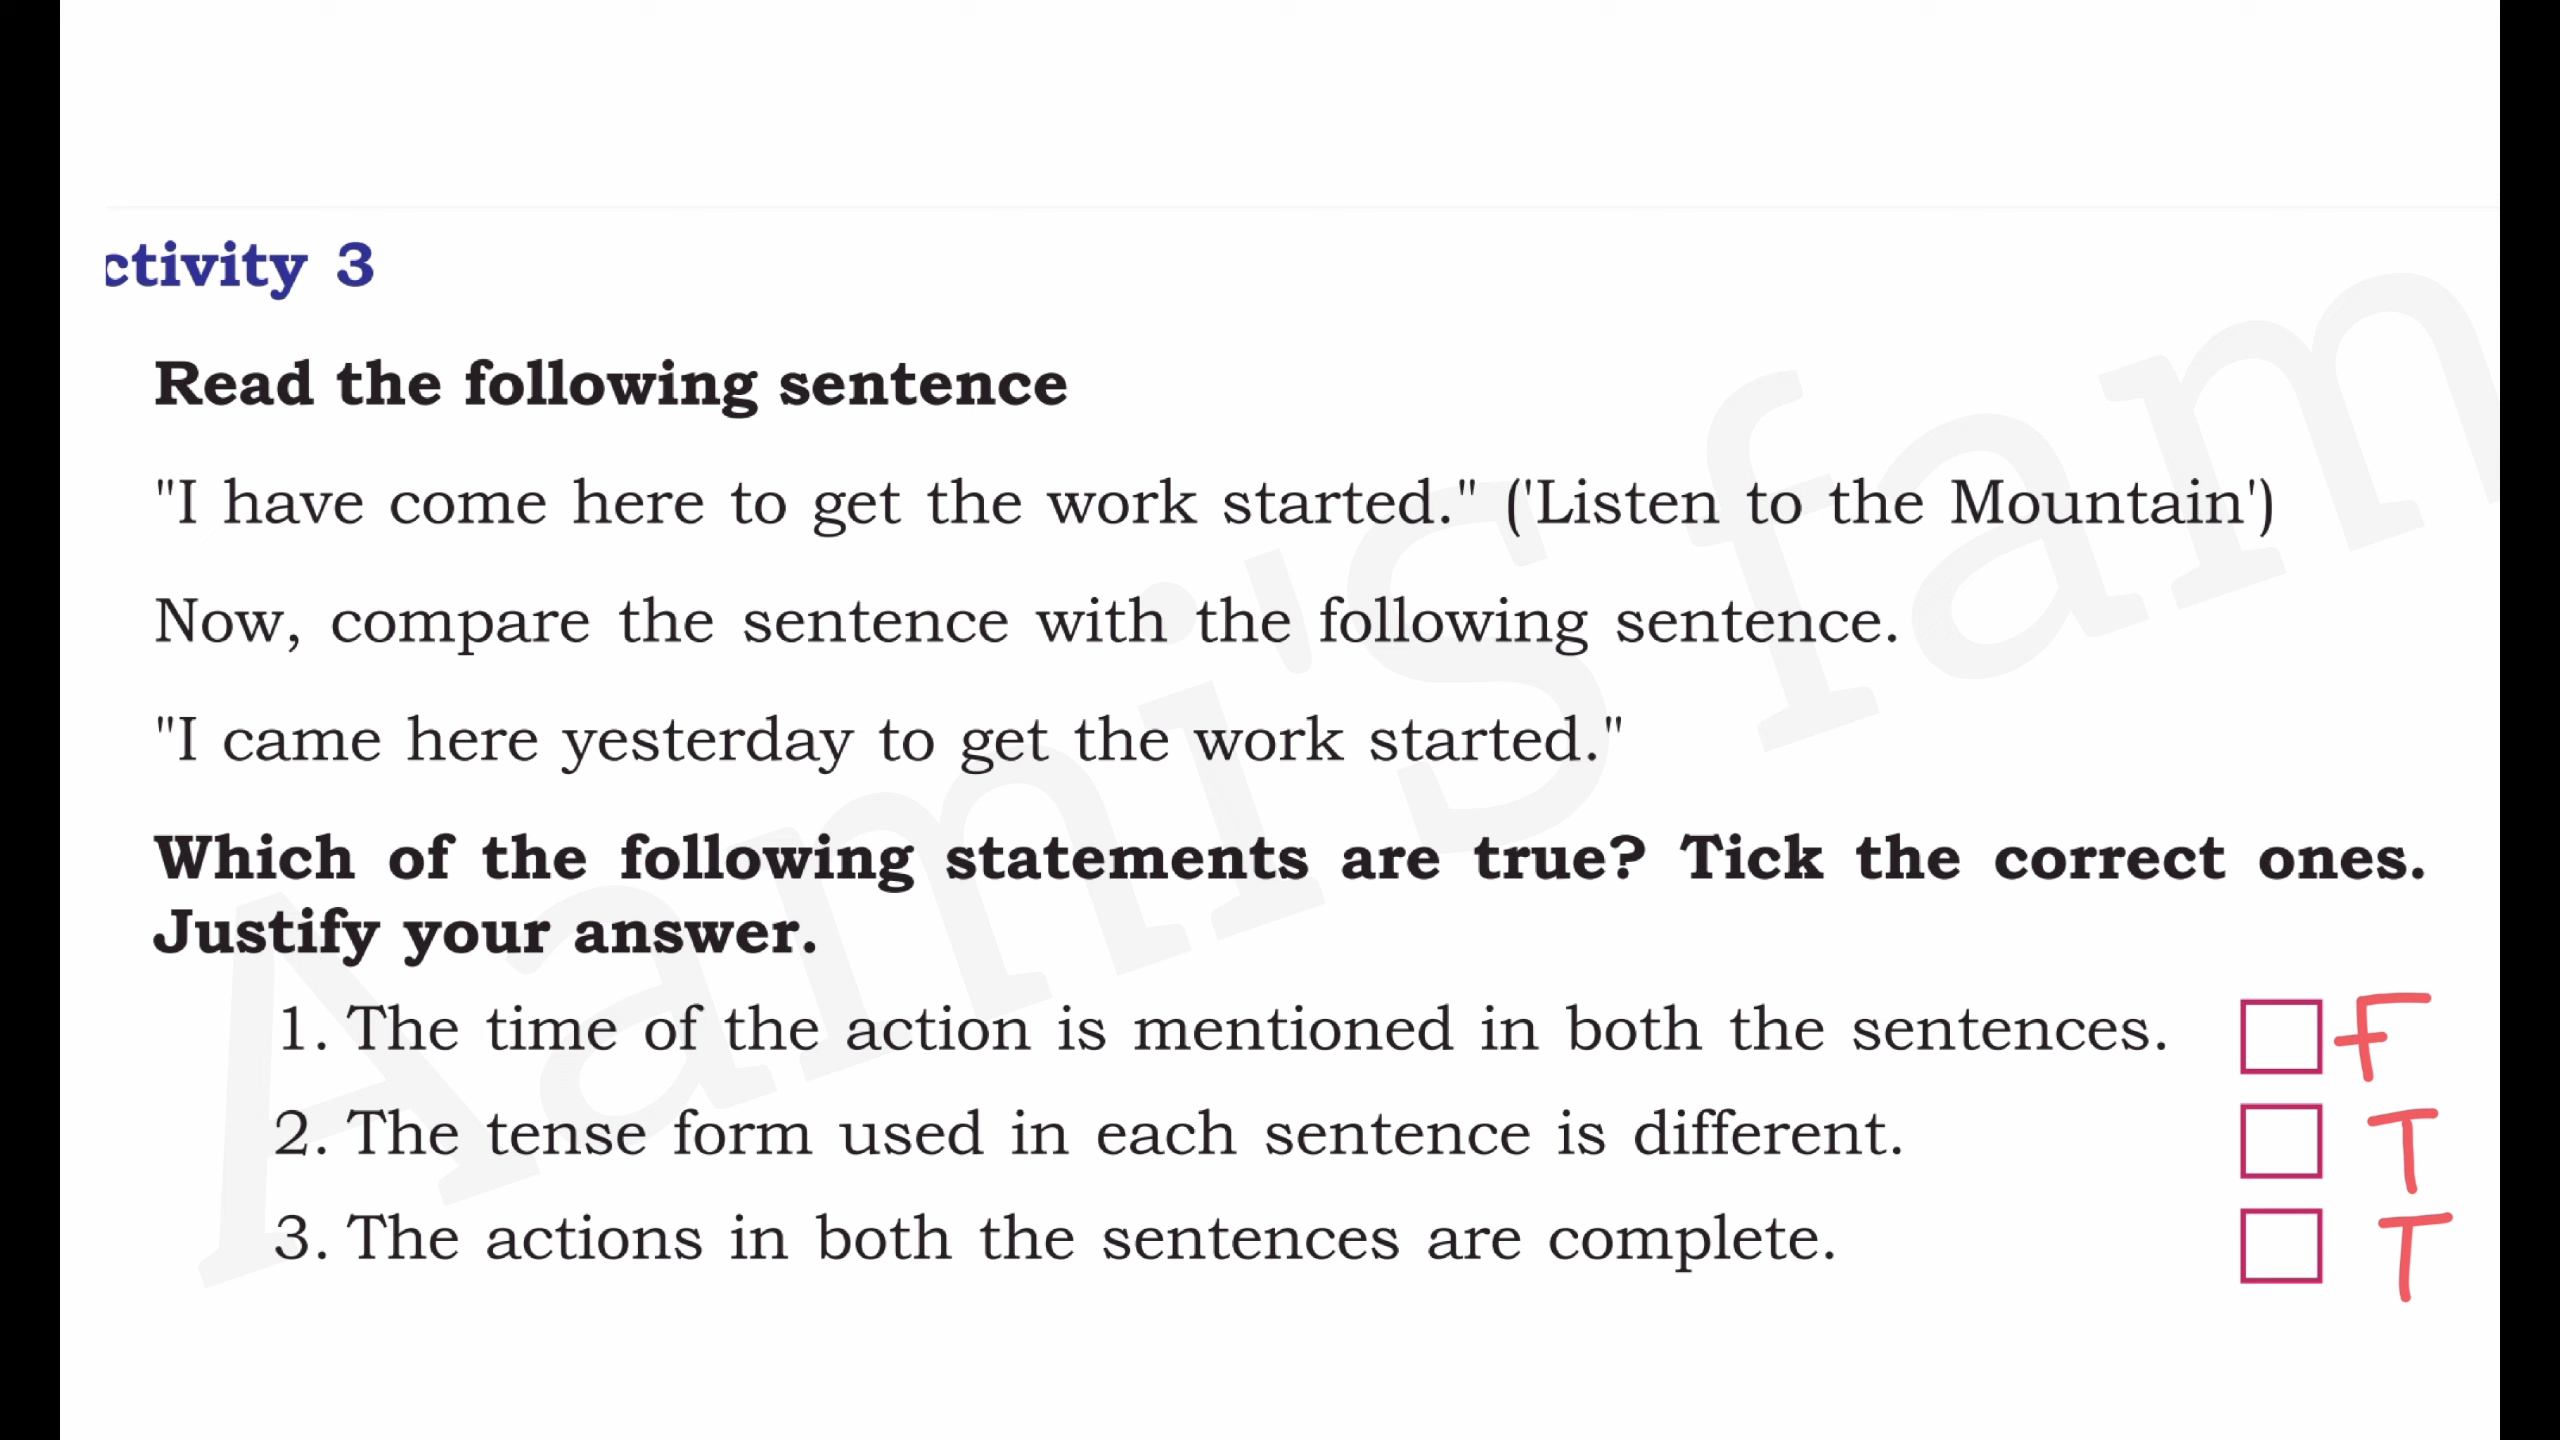 ctivity 3
Read the following sentence
"I have come here to get the work started." ('Listen to the Mountain')
Now, compare the sentence with the following sentence.
"I came here yesterday to get the work started."
Which of the following statements are true? Tick the correct ones.
Justify your answer.
1. The time of the action is mentioned in both the sentences. F
2. The tense form used in each sentence is different. T
3. The actions in both the sentences are complete. T
Aami'S fam